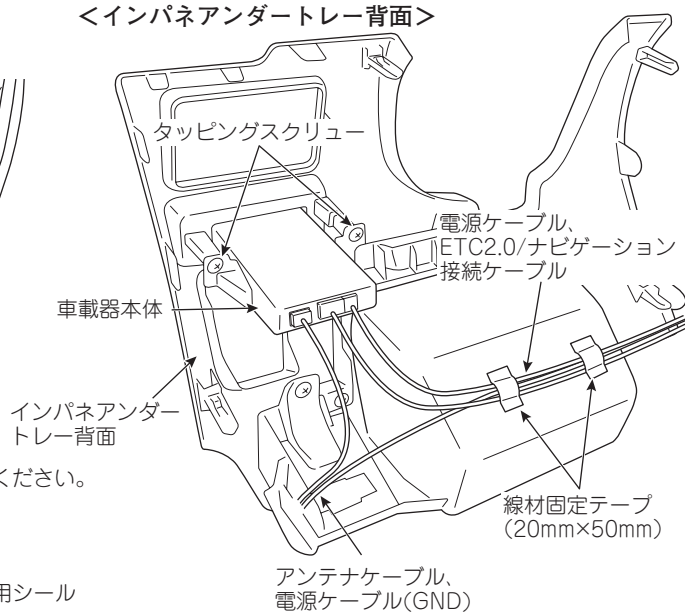 ＜インパネアンダートレー背面＞
タッピングスクリュー
電源ケーブル、
ETC2.0/ナビゲーション
接続ケーブル
車載器本体
インパネアンダー
トレー背面
ください。
線材固定テープ
(20mm×50mm)
用シール
アンテナケーブル、
電源ケーブル(GND)